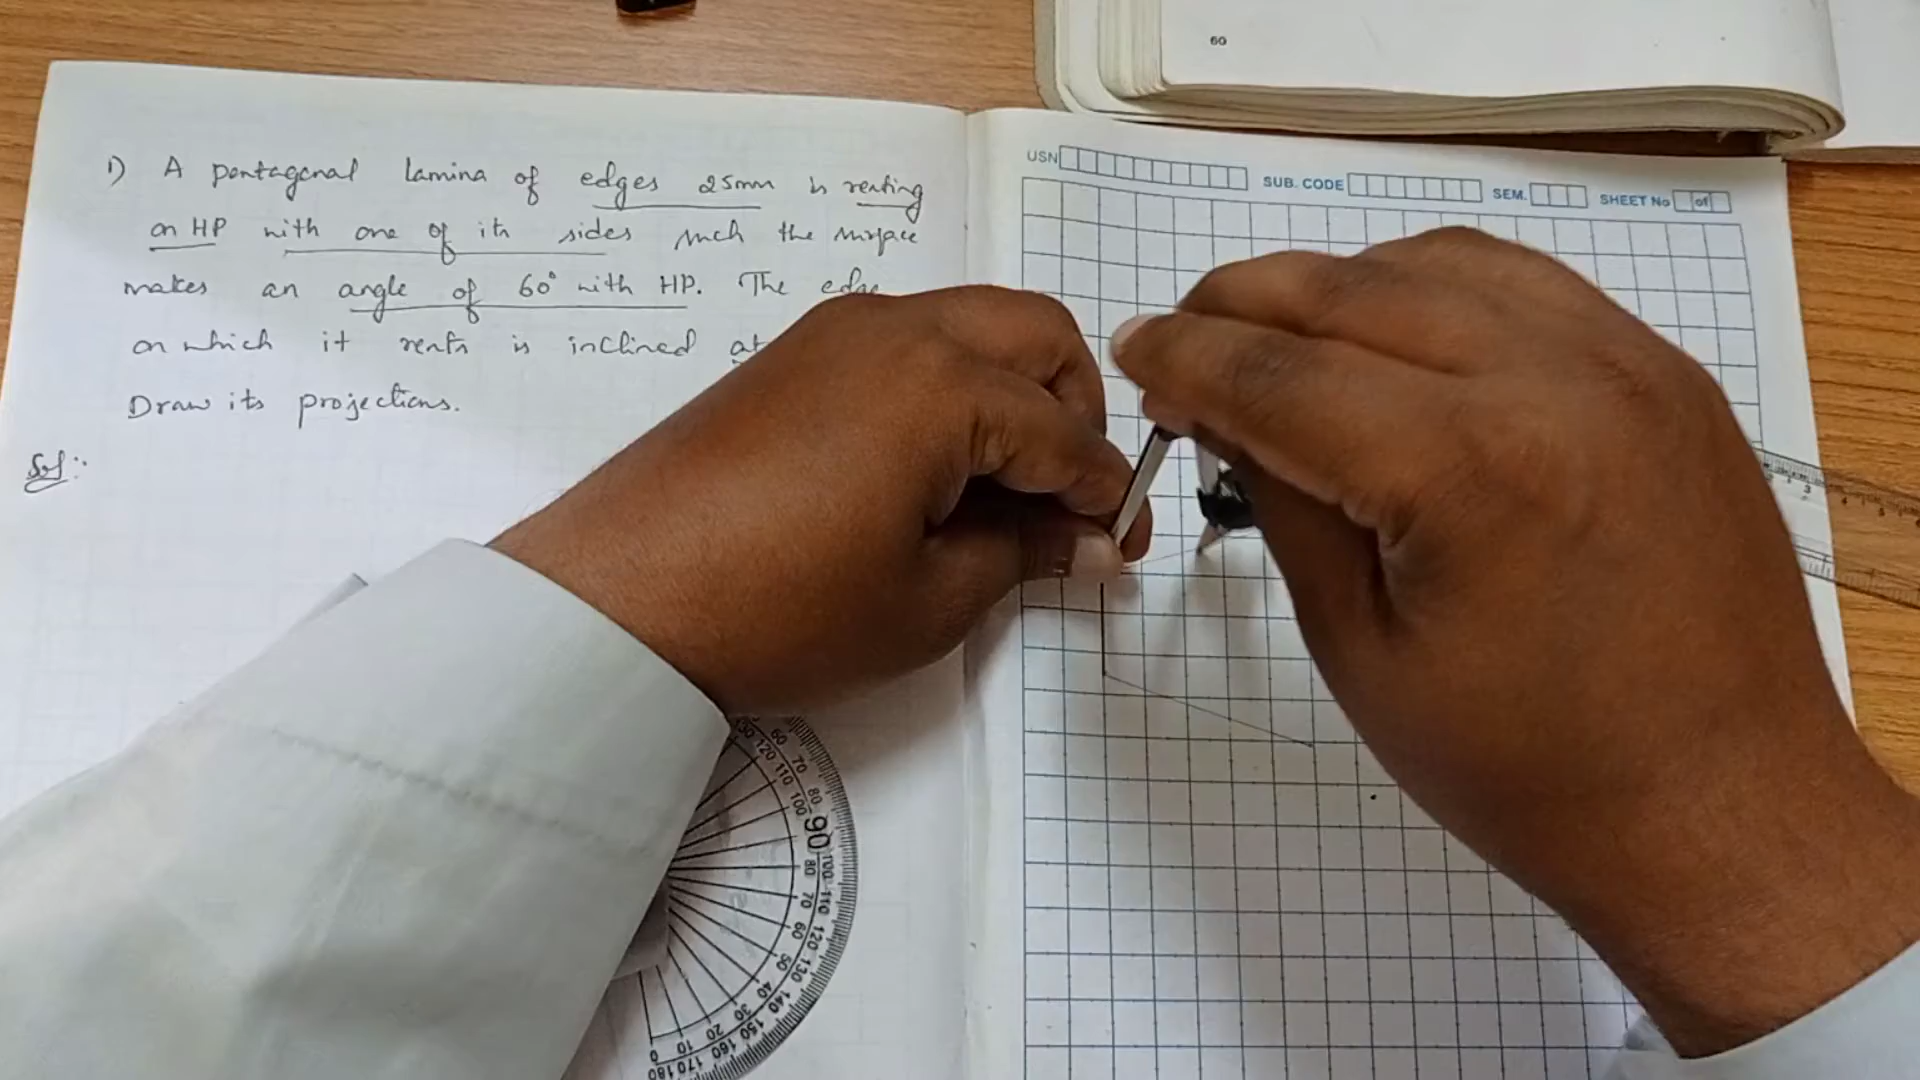 1) A pentagonal lamina of edges 25mm is resting
on HP with one of its sides such the surface
makes an angle of 60° with HP. The edge
on which it rests is inclined at
Draw its projections.
Sol:-
60
USN SUB. CODE SEM. SHEET No of